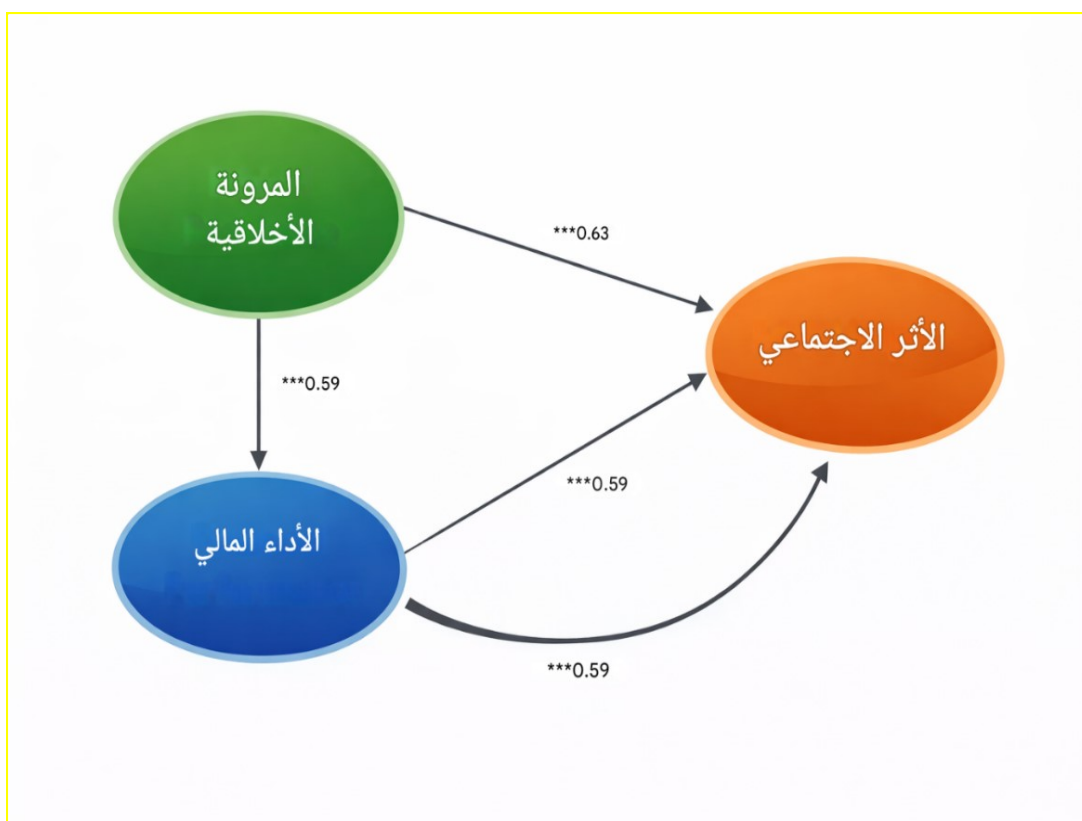 المرونة
الأخلاقية
***0.63
الأثر الاجتماعي
***0.59
***0.59
الأداء المالي
***0.59